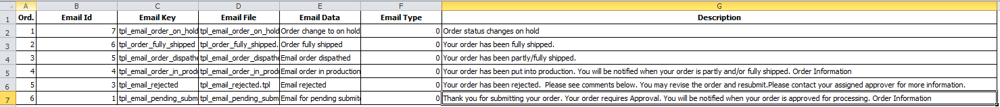 A B C D E F G
1 Ord. Email Id Email Key Email File Email Data Email Type Description
2 1 7 tpl_email_order_on_hold tpl_email_order_on_hold Order change to on hold 0 Order status changes on hold
3 2 6 tpl_order_fully_shipped tpl_order_fully_shipped. Order fully shipped 0 Your order has been fully shipped.
4 3 5 tpl_email_order_dispathe tpl_email_order_dispathe Email order dispathed 0 Your order has been partly/fully shipped.
5 4 4 tpl_email_order_in_produ tpl_email_order_in_prod Email order in production 0 Your order has been put into production. You will be notified when your order is partly and/or fully shipped. Order Information
6 5 3 tpl_email_rejected tpl_email_rejected.tpl Email rejected 0 Your order has been rejected.  Please see comments below. You may revise the order and resubmit.Please contact your assigned approver for more information.
7 6 1 tpl_email_pending_subm tpl_email_pending_subm Email for pending submit 0 Thank you for submitting your order. Your order requires Approval. You will be notified when your order is approved for processing. Order Information